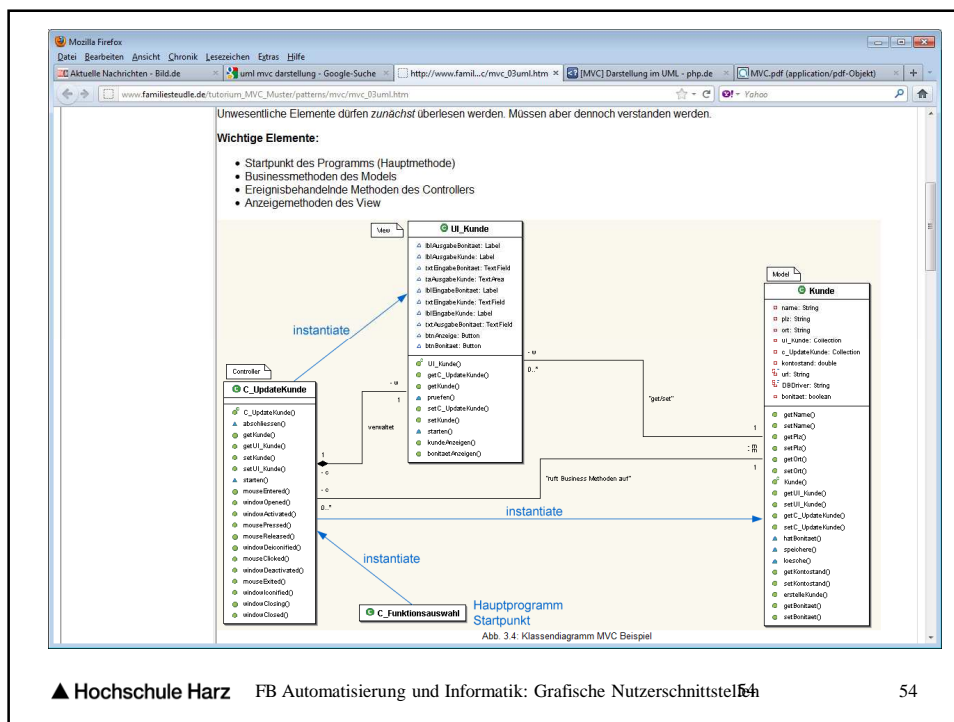 Mozilla Firefox
Datei Bearbeiten Ansicht Chronik Lesezeichen Extras Hilfe
Aktuelle Nachrichten - Bild.de × uml mvc darstellung - Google-Suche × http://www.famil...c/mvc_03uml.htm × [MVC] Darstellung im UML - php.de × MVC.pdf (application/pdf-Objekt) × +
www.familiesteudle.de/tutorium_MVC_Muster/patterns/mvc/mvc_03uml.htm Yahoo
Unwesentliche Elemente dürfen zunächst überlesen werden. Müssen aber dennoch verstanden werden.
Wichtige Elemente:
• Startpunkt des Programms (Hauptmethode)
• Businessmethoden des Models
• Ereignisbehandelnde Methoden des Controllers
• Anzeigemethoden des View
View
UI_Kunde
lblAusgabeBonitaet: Label
lblAusgabeKunde: Label
txtEingabeBonitaet: TextField
taAusgabeKunde: TextArea
lblEingabeBonitaet: Label
txtEingabeKunde: TextField
lblEingabeKunde: Label
txtAusgabeBonitaet: TextField
btnAnzeige: Button
btnBonitaet: Button
UI_Kunde()
getC_UpdateKunde()
getKunde()
pruefen()
setC_UpdateKunde()
setKunde()
starten()
kundeAnzeigen()
bonitaetAnzeigen()
Model
Kunde
name: String
plz: String
ort: String
ui_Kunde: Collection
c_UpdateKunde: Collection
kontostand: double
url: String
DBDriver: String
bonitaet: boolean
getName()
setName()
getPlz()
setPlz()
getOrt()
setOrt()
Kunde()
getUI_Kunde()
setUI_Kunde()
getC_UpdateKunde()
setC_UpdateKunde()
hatBonitaet()
speichere()
loesche()
getKontostand()
setKontostand()
erstelleKunde()
getBonitaet()
setBonitaet()
instantiate
Controller
C_UpdateKunde
C_UpdateKunde()
abschliessen()
getKunde()
getUI_Kunde()
setKunde()
setUI_Kunde()
starten()
mouseEntered()
windowOpened()
windowActivated()
mousePressed()
mouseReleased()
windowDeiconified()
mouseClicked()
windowDeactivated()
mouseExited()
windowIconified()
windowClosing()
windowClosed()
- u
1
verwaltet
1
- c
- u
0..*
"get/set"
1
- c
0..*
"ruft Business Methoden auf"
1
instantiate
instantiate
C_Funktionsauswahl
Hauptprogramm
Startpunkt
Abb. 3.4: Klassendiagramm MVC Beispiel
Hochschule Harz FB Automatisierung und Informatik: Grafische Nutzerschnittstellen 54 54